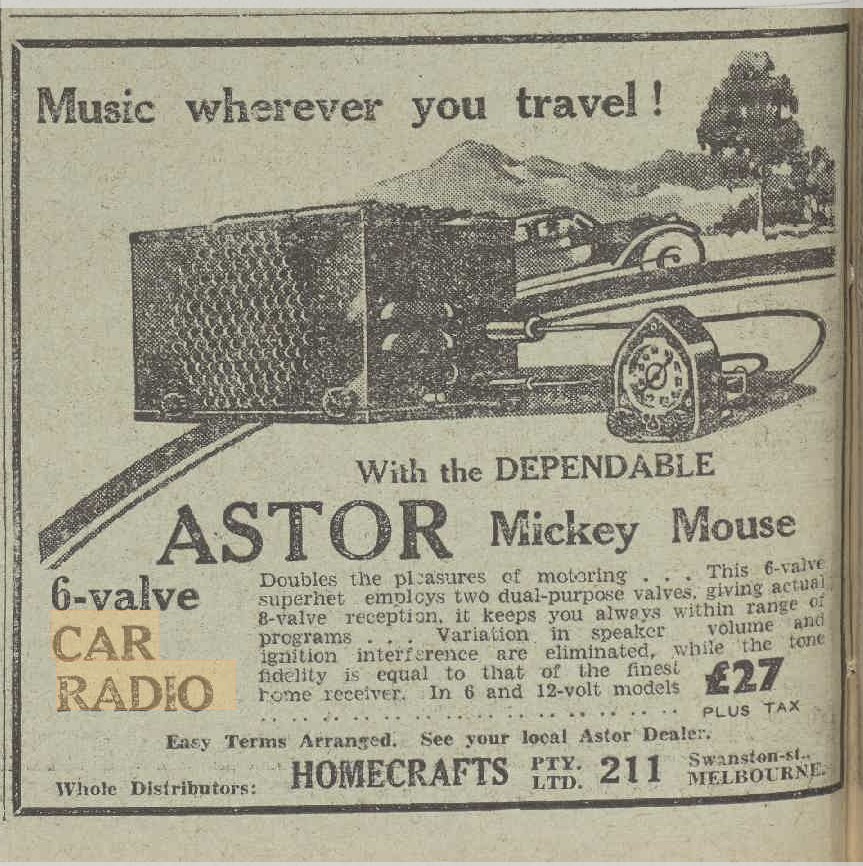 Music wherever you travel!
With the DEPENDABLE
ASTOR Mickey Mouse
6-valve
CAR
RADIO
Doubles the pleasures of motoring . . . This 6-valve
superhet employs two dual-purpose valves, giving actual
8-valve reception, it keeps you always within range of
programs . . . Variation in speaker volume and
ignition interference are eliminated, while the tone
fidelity is equal to that of the finest
home receiver. In 6 and 12-volt models
£27
PLUS TAX
Easy Terms Arranged. See your local Astor Dealer.
Whole Distributors: HOMECRAFTS PTY. LTD. 211 Swanston-st., MELBOURNE.